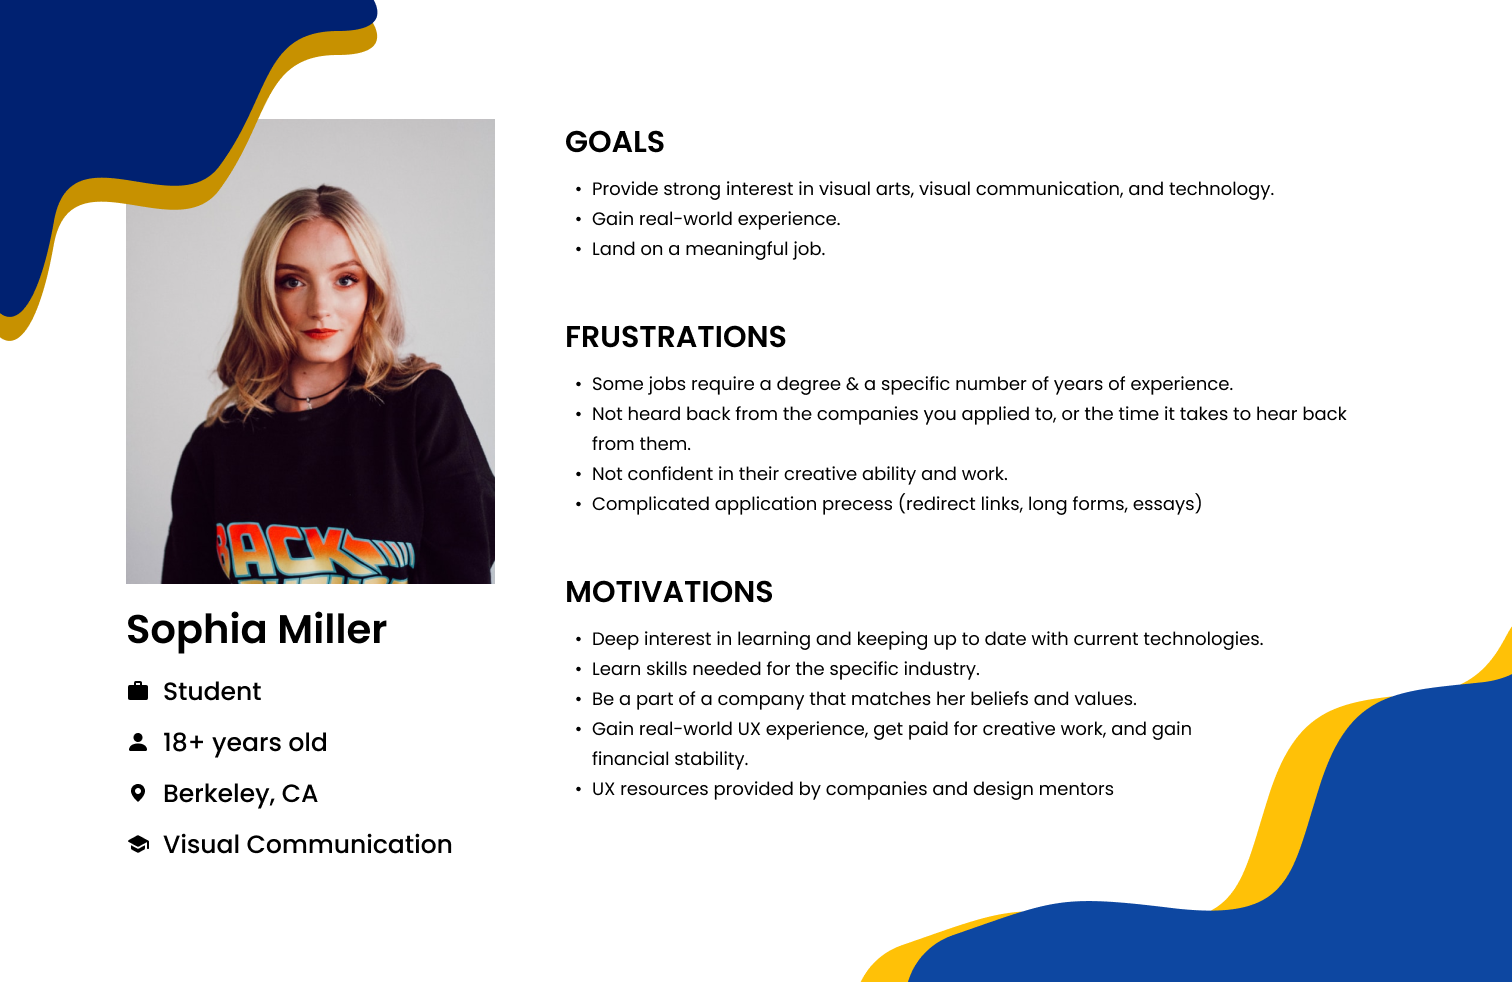 GOALS
• Provide strong interest in visual arts, visual communication, and technology.
• Gain real-world experience.
• Land on a meaningful job.
FRUSTRATIONS
• Some jobs require a degree & a specific number of years of experience.
• Not heard back from the companies you applied to, or the time it takes to hear back
from them.
• Not confident in their creative ability and work.
• Complicated application precess (redirect links, long forms, essays)
BACK
Sophia Miller
Student
18+ years old
Berkeley, CA
Visual Communication
MOTIVATIONS
• Deep interest in learning and keeping up to date with current technologies.
• Learn skills needed for the specific industry.
• Be a part of a company that matches her beliefs and values.
• Gain real-world UX experience, get paid for creative work, and gain
financial stability.
• UX resources provided by companies and design mentors